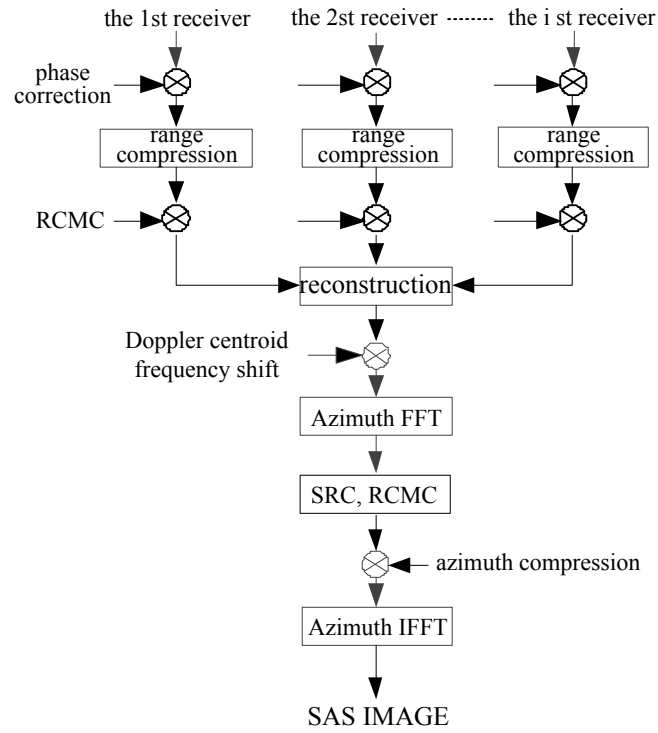 the 1st receiver
the 2st receiver
the i st receiver
phase
correction
range
compression
range
compression
range
compression
RCMC
reconstruction
Doppler centroid
frequency shift
Azimuth FFT
SRC, RCMC
azimuth compression
Azimuth IFFT
SAS IMAGE